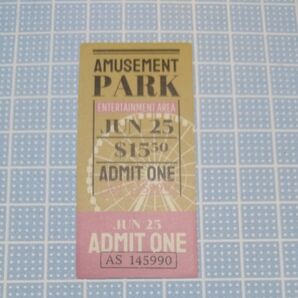 AMUSEMENT
PARK
ENTERTAINMENT AREA
JUN 25
$15.50
ADMIT ONE
JUN 25
ADMIT ONE
AS 145990